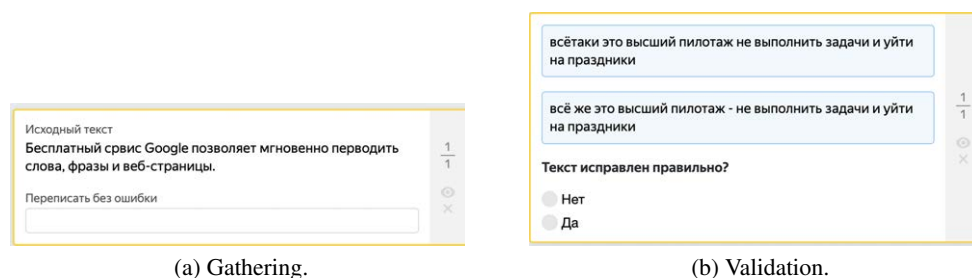 Исходный текст
Бесплатный срвис Google позволяет мгновенно перводить
слова, фразы и веб-страницы.
Переписать без ошибки
1
1
(a) Gathering.
всётаки это высший пилотаж не выполнить задачи и уйти
на праздники
всё же это высший пилотаж - не выполнить задачи и уйти
на праздники
Текст исправлен правильно?
Нет
Да
1
1
(b) Validation.